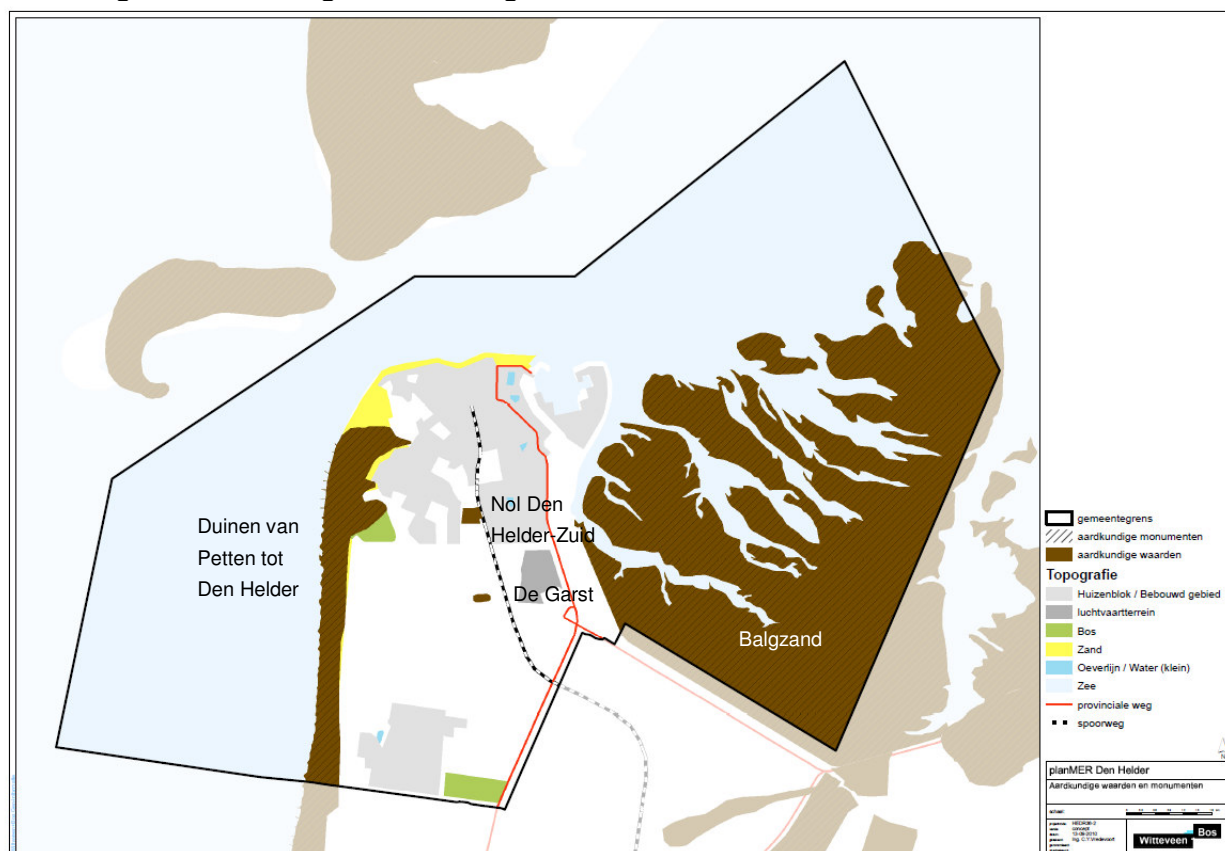 Duinen van
Petten tot
Den Helder
Nol Den
Helder-Zuid
De Garst
Balgzand
gemeentegrens
aardkundige monumenten
aardkundige waarden
Topografie
Huizenblok / Bebouwd gebied
luchtvaartterrein
Bos
Zand
Oeverlijn / Water (klein)
Zee
provinciale weg
spoorweg
N
planMER Den Helder
Aardkundige waarden en monumenten
schaal:
concept
Witteveen
Bos